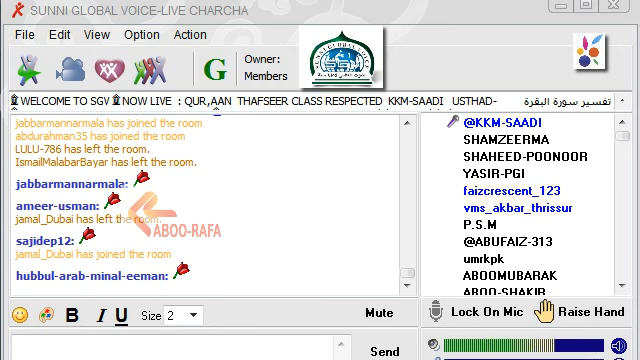 SUNNI GLOBAL VOICE-LIVE CHARCHA
File Edit View Option Action
G
Owner:
Members
WELCOME TO SGV NOW LIVE : QUR,AAN THAFSEER CLASS RESPECTED KKM-SAADI USTHAD- تفسير سورة البقرة
jabbarmannarmala has joined the room
abdurahman35 has joined the room
LULU-786 has left the room.
IsmailMalabarBayar has left the room.
jabbarmannarmala:
ameer-usman:
jamal_Dubai has left the room.
ABOO-RAFA
sajidep12:
jamal_Dubai has joined the room
hubbul-arab-minal-eeman:
@KKM-SAADI
SHAMZEERMA
SHAHEED-POONOOR
YASIR-PGI
faizcrescent_123
vms_akbar_thrissur
P.S.M
@ABUFAIZ-313
umrkpk
ABOOMUBARAK
ABOO-SHAKIR
B I U Size 2 Mute
Lock On Mic Raise Hand
Send